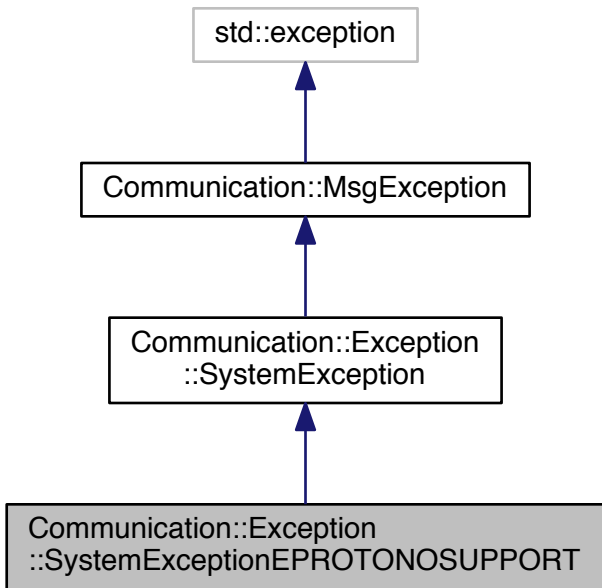 std::exception
Communication::MsgException
Communication::Exception
::SystemException
Communication::Exception
::SystemExceptionEPROTONOSUPPORT